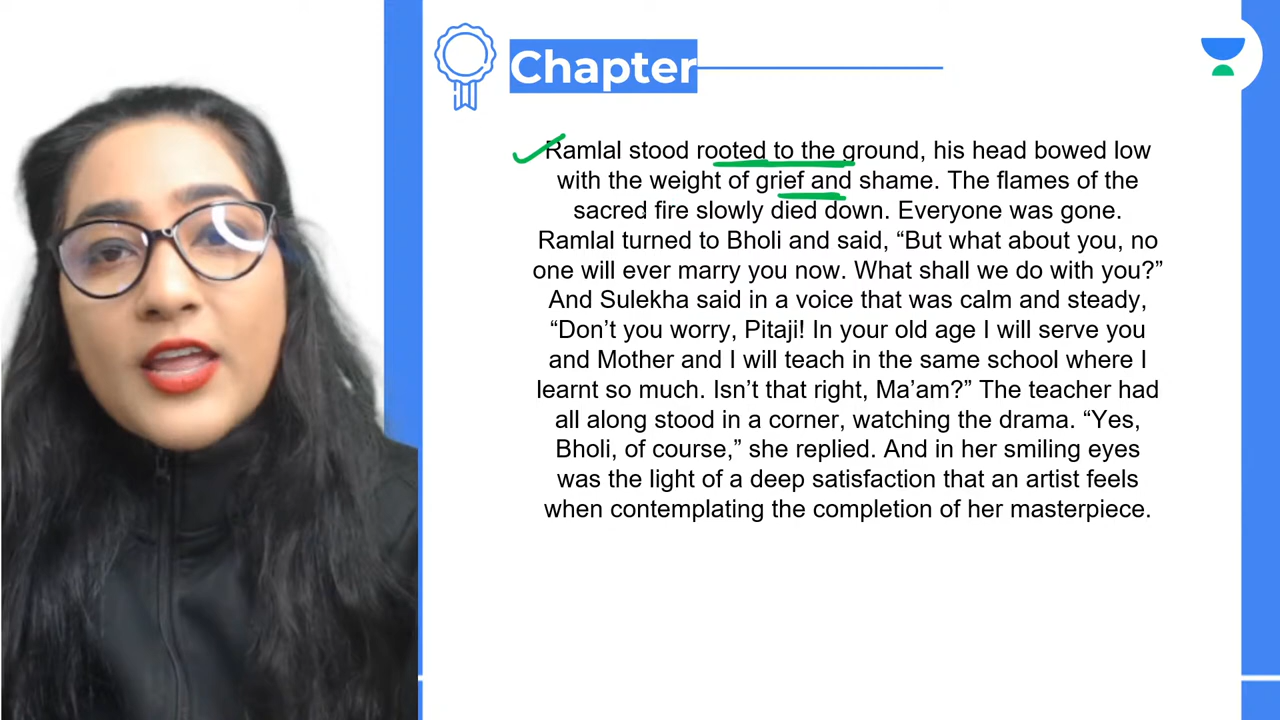 Chapter
Ramlal stood rooted to the ground, his head bowed low
with the weight of grief and shame. The flames of the
sacred fire slowly died down. Everyone was gone.
Ramlal turned to Bholi and said, “But what about you, no
one will ever marry you now. What shall we do with you?”
And Sulekha said in a voice that was calm and steady,
“Don’t you worry, Pitaji! In your old age I will serve you
and Mother and I will teach in the same school where I
learnt so much. Isn’t that right, Ma’am?” The teacher had
all along stood in a corner, watching the drama. “Yes,
Bholi, of course,” she replied. And in her smiling eyes
was the light of a deep satisfaction that an artist feels
when contemplating the completion of her masterpiece.